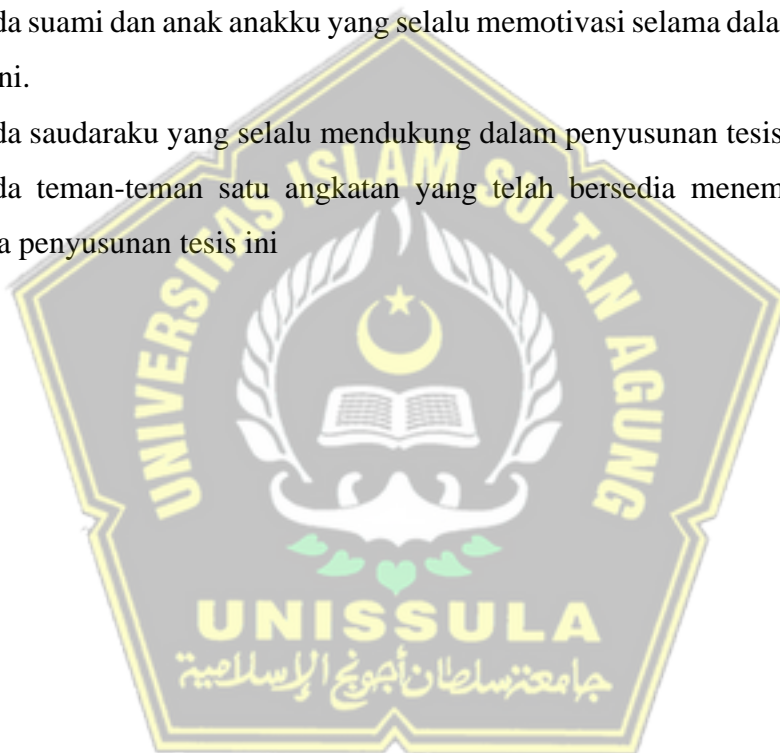 da suami dan anak anakku yang selalu memotivasi selama dala
ni.
da saudaraku yang selalu mendukung dalam penyusunan tesis
da teman-teman satu angkatan yang telah bersedia menem
a penyusunan tesis ini
UNIVERSITAS ISLAM SULTAN AGUNG
UNISSULA
جامعة سلطان أجونج الإسلامية